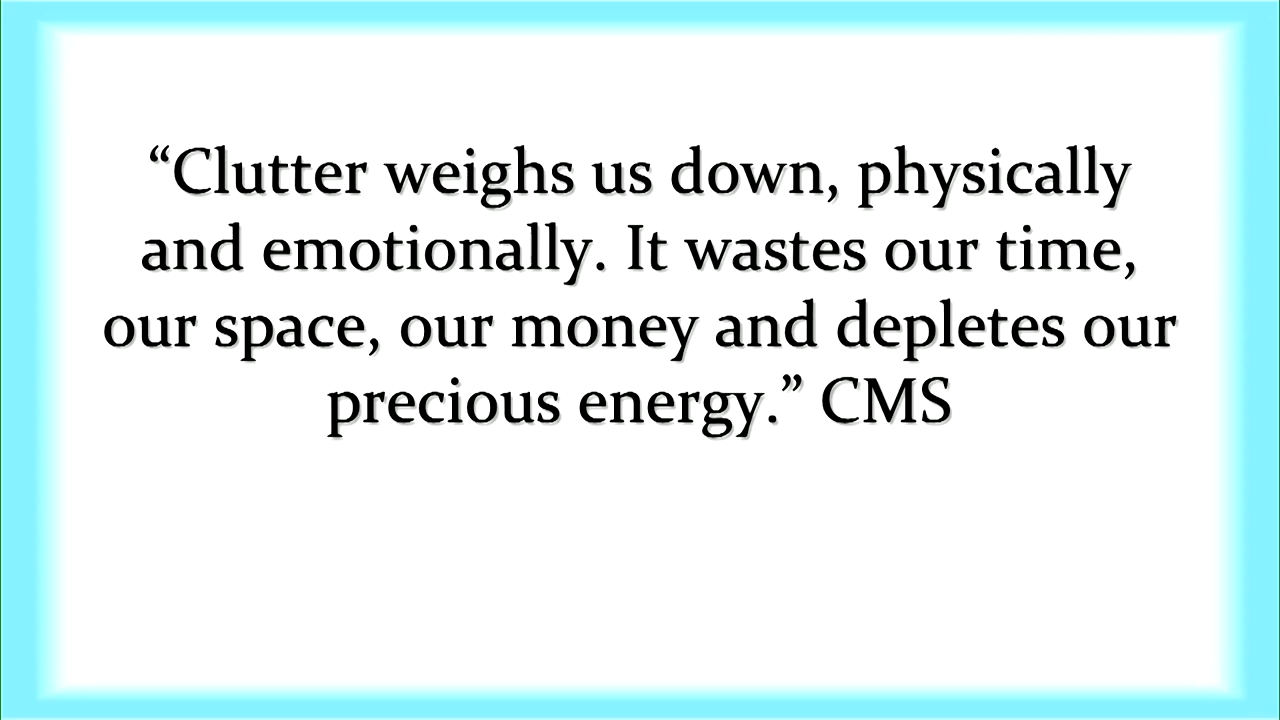 “Clutter weighs us down, physically
and emotionally. It wastes our time,
our space, our money and depletes our
precious energy.” CMS